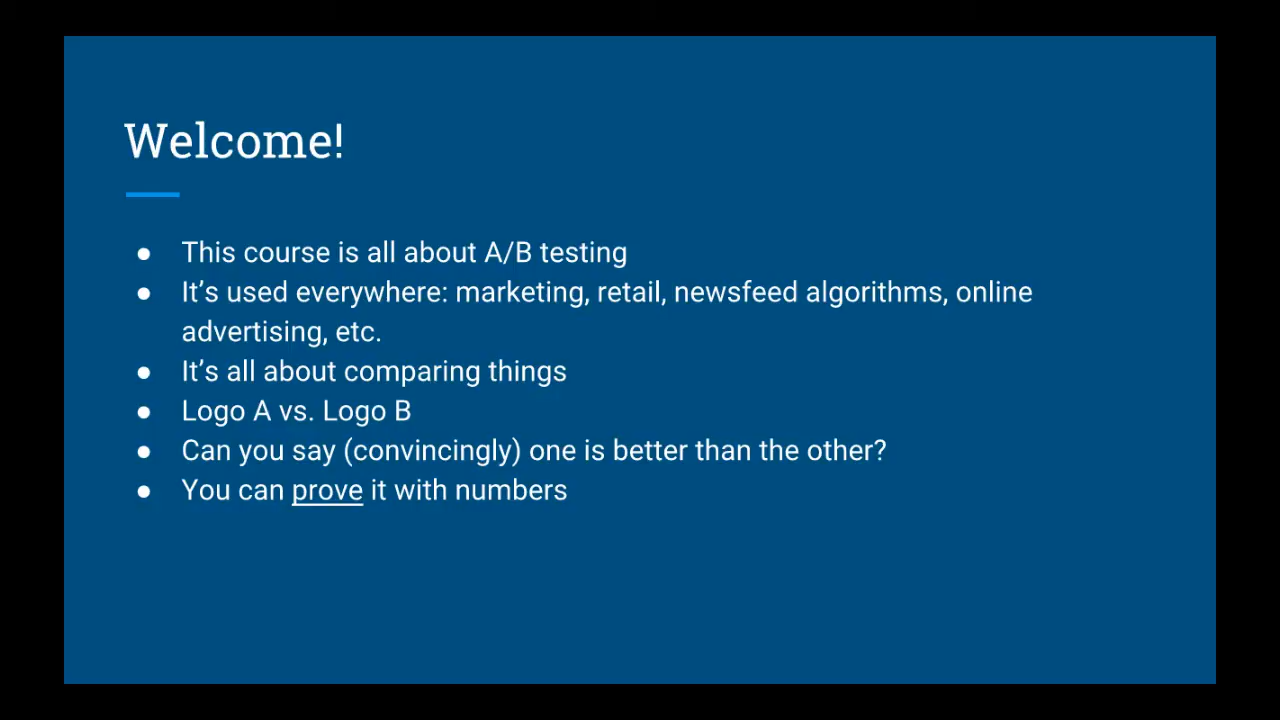 Welcome!
● This course is all about A/B testing
● It’s used everywhere: marketing, retail, newsfeed algorithms, online
advertising, etc.
● It’s all about comparing things
● Logo A vs. Logo B
● Can you say (convincingly) one is better than the other?
● You can prove it with numbers